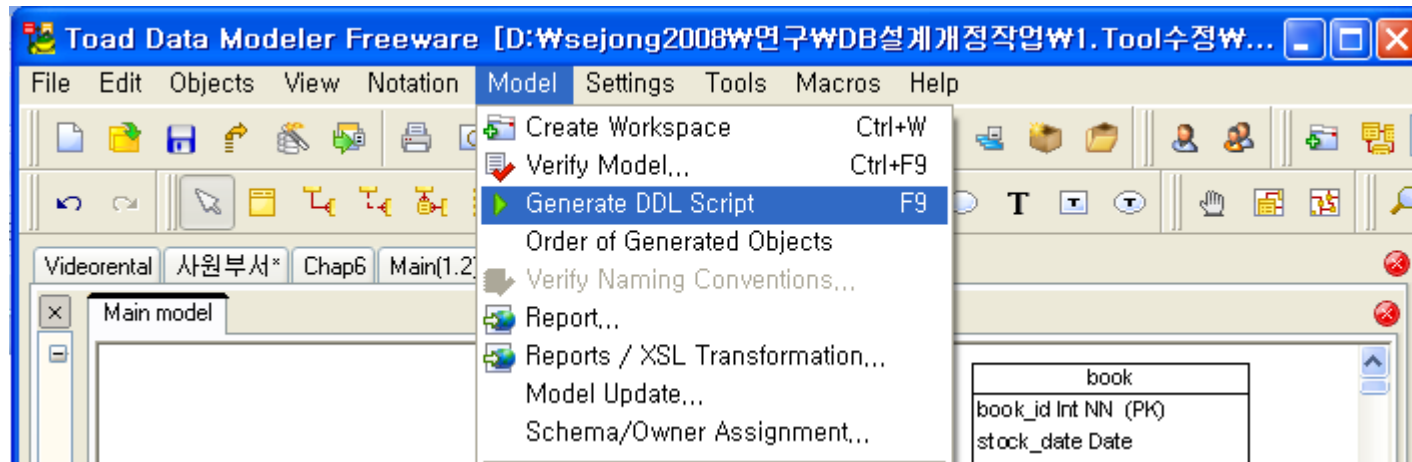 Toad Data Modeler Freeware [D:₩sejong2008₩연구₩DB설계개정작업₩1.Tool수정₩...
File Edit Objects View Notation Model Settings Tools Macros Help
Create Workspace Ctrl+W
Verify Model... Ctrl+F9
Generate DDL Script F9
T T T
Order of Generated Objects
Videorental 사원부서* Chap6 Main(1.2)
Verify Naming Conventions...
Main model
Report...
Reports / XSL Transformation...
Model Update...
Schema/Owner Assignment...
book
book_id Int NN (PK)
stock_date Date